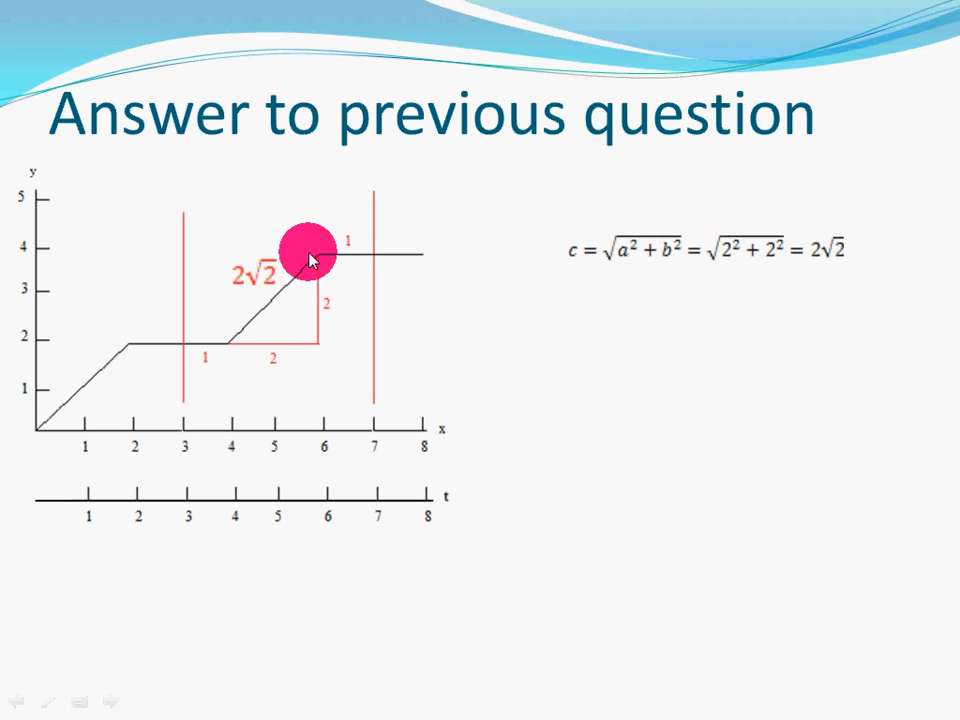 Answer to previous question
y
5
4
3
2
1
1
2√2
2
1
2
c = √a² + b² = √2² + 2² = 2√2
x
1 2 3 4 5 6 7 8
t
1 2 3 4 5 6 7 8